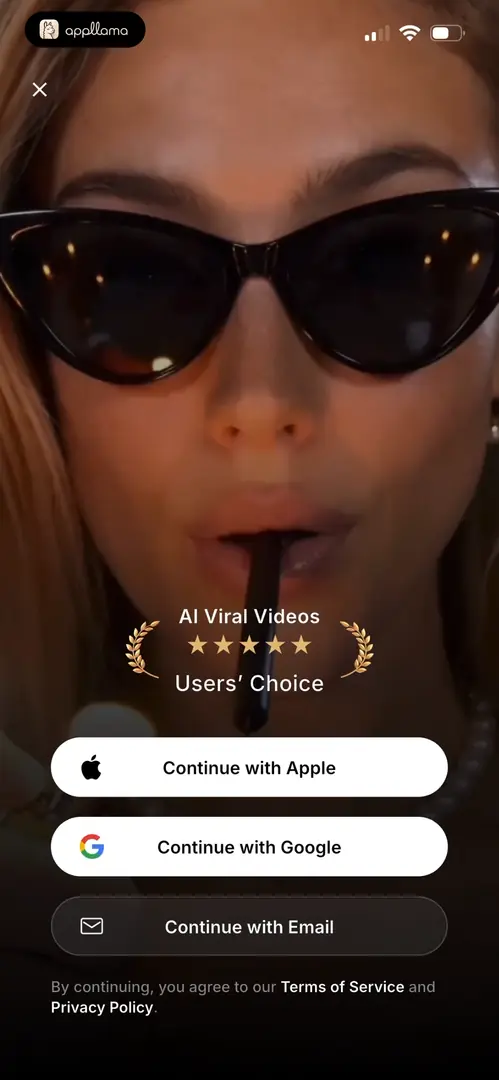 appllama
AI Viral Videos
Users’ Choice
Continue with Apple
Continue with Google
Continue with Email
By continuing, you agree to our Terms of Service and
Privacy Policy.